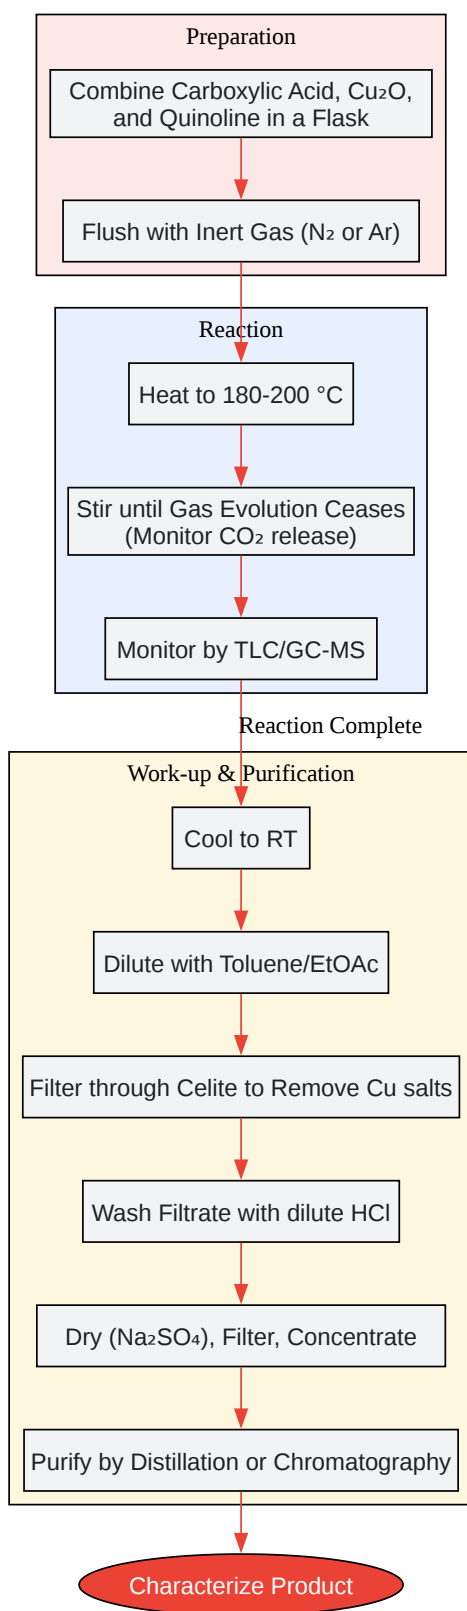 Preparation
Combine Carboxylic Acid, Cu₂O,
and Quinoline in a Flask
Flush with Inert Gas (N₂ or Ar)
Reaction
Heat to 180-200 °C
Stir until Gas Evolution Ceases
(Monitor CO₂ release)
Monitor by TLC/GC-MS
Reaction Complete
Work-up & Purification
Cool to RT
Dilute with Toluene/EtOAc
Filter through Celite to Remove Cu salts
Wash Filtrate with dilute HCl
Dry (Na₂SO₄), Filter, Concentrate
Purify by Distillation or Chromatography
Characterize Product